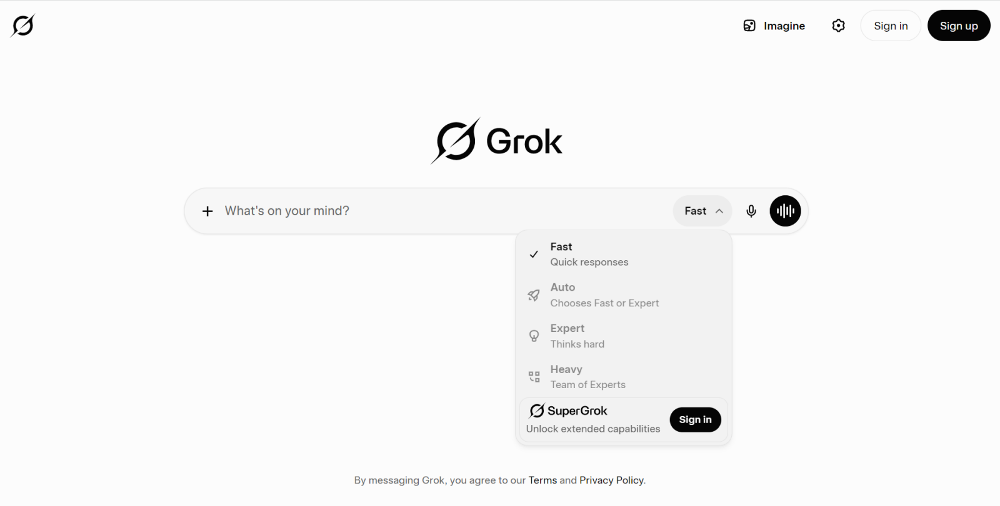 Imagine
Sign in
Sign up
Grok
What's on your mind?
Fast
Fast
Quick responses
Auto
Chooses Fast or Expert
Expert
Thinks hard
Heavy
Team of Experts
SuperGrok
Unlock extended capabilities
Sign in
By messaging Grok, you agree to our Terms and Privacy Policy.